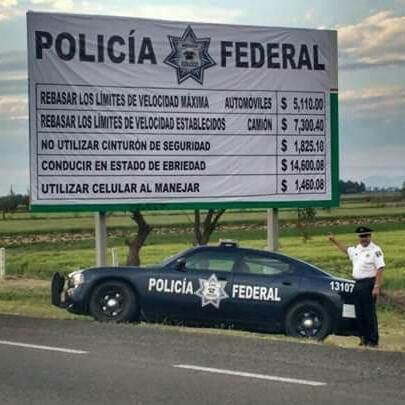 POLICÍA FEDERAL
REBASAR LOS LÍMITES DE VELOCIDAD MÁXIMA AUTOMÓVILES $ 5,110.00
REBASAR LOS LÍMITES DE VELOCIDAD ESTABLECIDOS CAMIÓN $ 7,300.40
NO UTILIZAR CINTURÓN DE SEGURIDAD $ 1,825.10
CONDUCIR EN ESTADO DE EBRIEDAD $ 14,600.08
UTILIZAR CELULAR AL MANEJAR $ 1,460.08
POLICÍA FEDERAL 13107